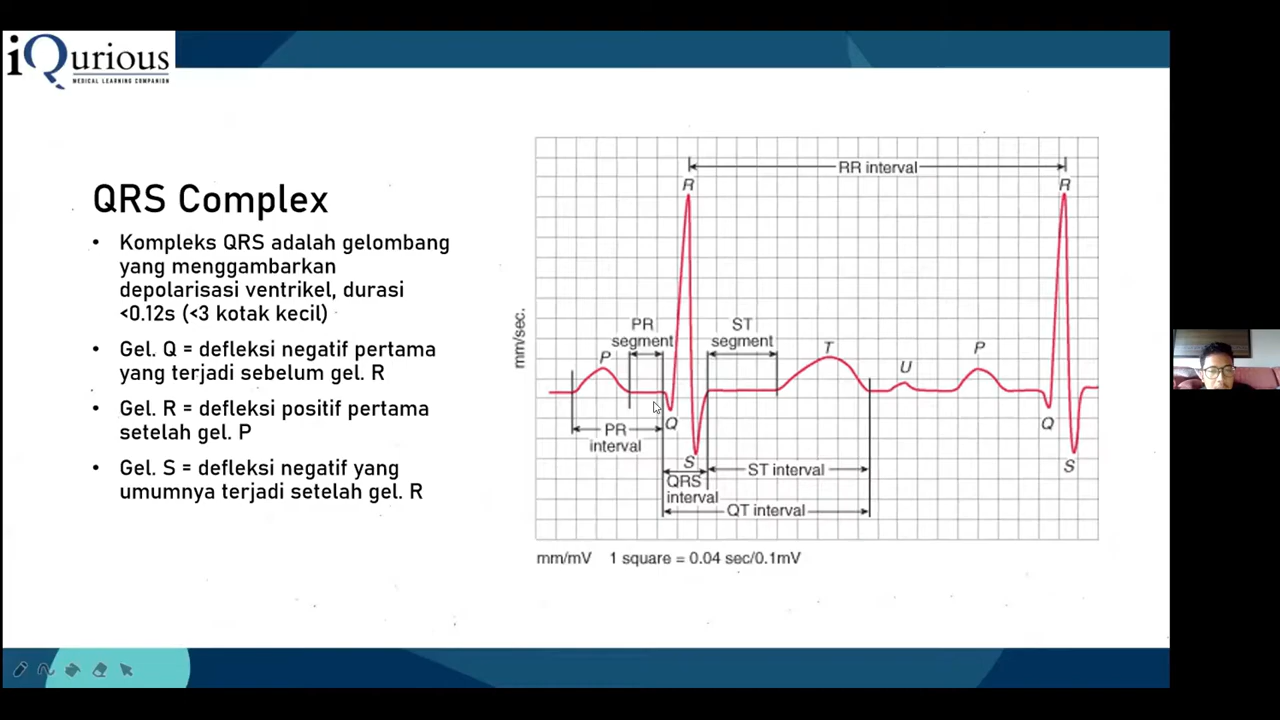 iQurious
MEDICAL LEARNING COMPANION
QRS Complex
• Kompleks QRS adalah gelombang
yang menggambarkan
depolarisasi ventrikel, durasi
<0.12s (<3 kotak kecil)
• Gel. Q = defleksi negatif pertama
yang terjadi sebelum gel. R
• Gel. R = defleksi positif pertama
setelah gel. P
• Gel. S = defleksi negatif yang
umumnya terjadi setelah gel. R
RR interval
R
R
mm/sec.
PR
segment
ST
segment
P
T
U
P
Q
Q
PR
interval
S
S
ST interval
QRS
interval
QT interval
mm/mV 1 square = 0.04 sec/0.1mV